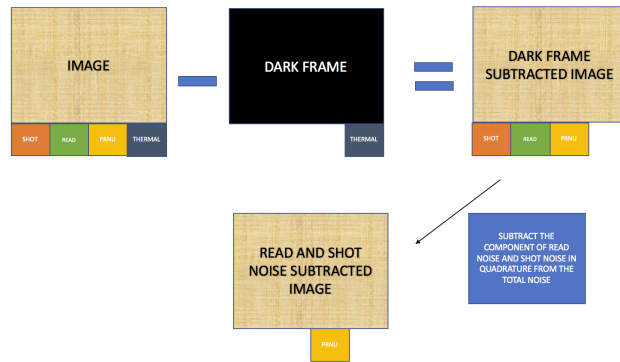 IMAGE
SHOT
READ
PRNU
THERMAL
DARK FRAME
THERMAL
DARK FRAME
SUBTRACTED IMAGE
SHOT
READ
PRNU
READ AND SHOT
NOISE SUBTRACTED
IMAGE
PRNU
SUBTRACT THE
COMPONENT OF READ
NOISE AND SHOT NOISE IN
QUADRATURE FROM THE
TOTAL NOISE